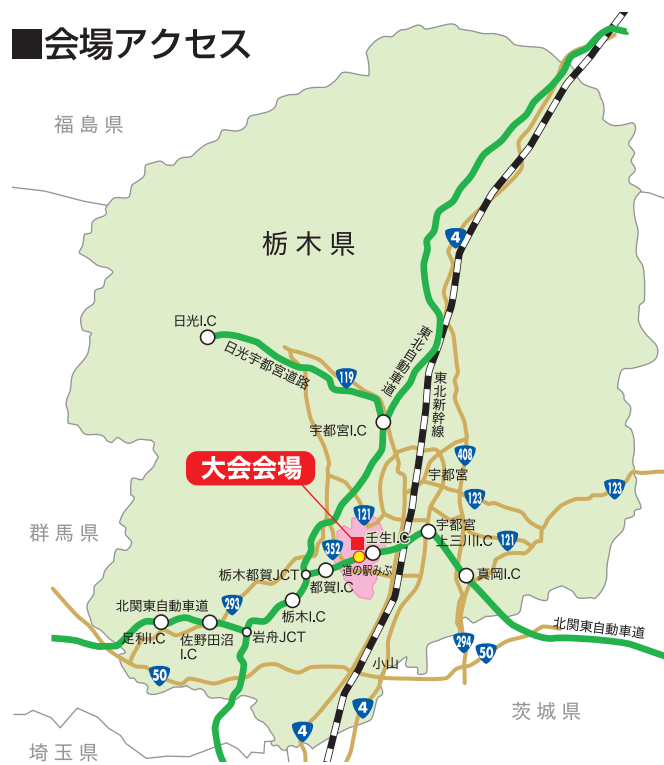 ■会場アクセス
福島県
栃木県
4
日光I.C
日光宇都宮道路
東北自動車道
119
東北新幹線
宇都宮I.C
408
宇都宮
大会会場
123
123
121
群馬県
352
壬生I.C
宇都宮
上三川I.C
121
道の駅みぶ
栃木都賀JCT
都賀I.C
真岡I.C
293
栃木I.C
北関東自動車道
足利I.C
佐野田沼
I.C
岩舟JCT
北関東自動車道
294
50
小山
50
4
茨城県
4
埼玉県